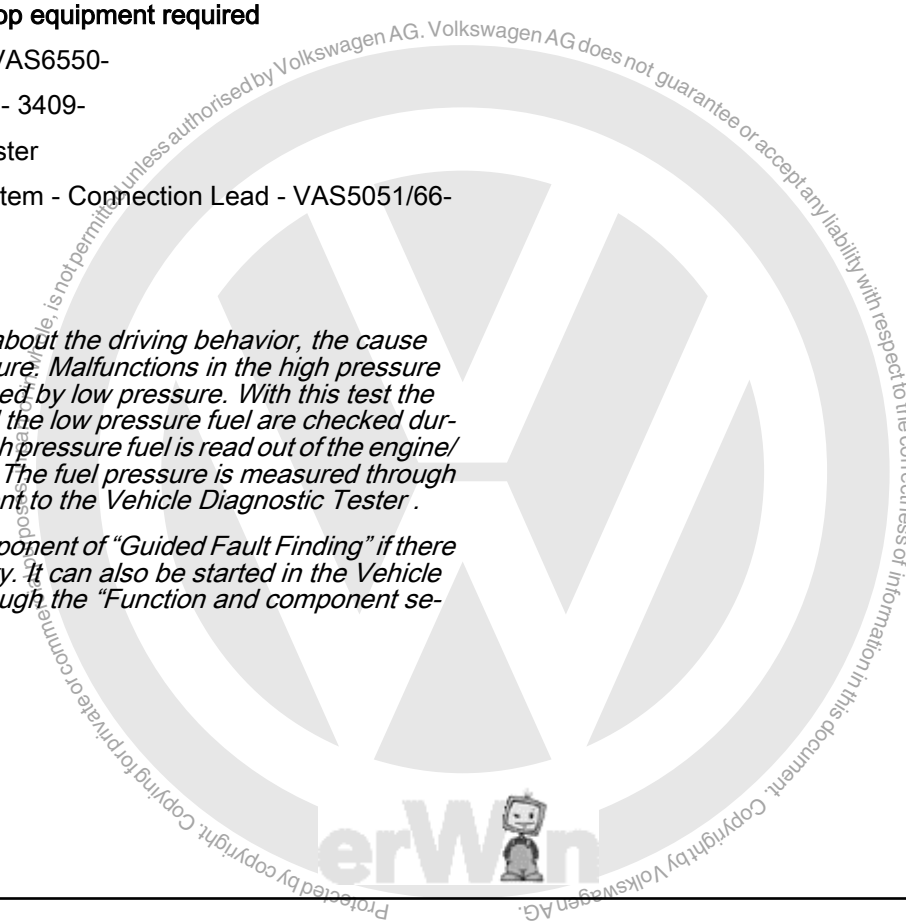 op equipment required
VAS6550-
- 3409-
ster
tem - Connection Lead - VAS5051/66-
about the driving behavior, the cause
ure. Malfunctions in the high pressure
ed by low pressure. With this test the
the low pressure fuel are checked dur-
h pressure fuel is read out of the engine/
The fuel pressure is measured through
nt to the Vehicle Diagnostic Tester .
ponent of “Guided Fault Finding” if there
y. It can also be started in the Vehicle
ugh the “Function and component se-
Protected by copyright. Copying for private or commercial purposes, in part or in whole, is not permitted unless authorised by Volkswagen AG. Volkswagen AG does not guarantee or accept any liability with respect to the correctness of information in this document. Copyright by Volkswagen AG.
erWin